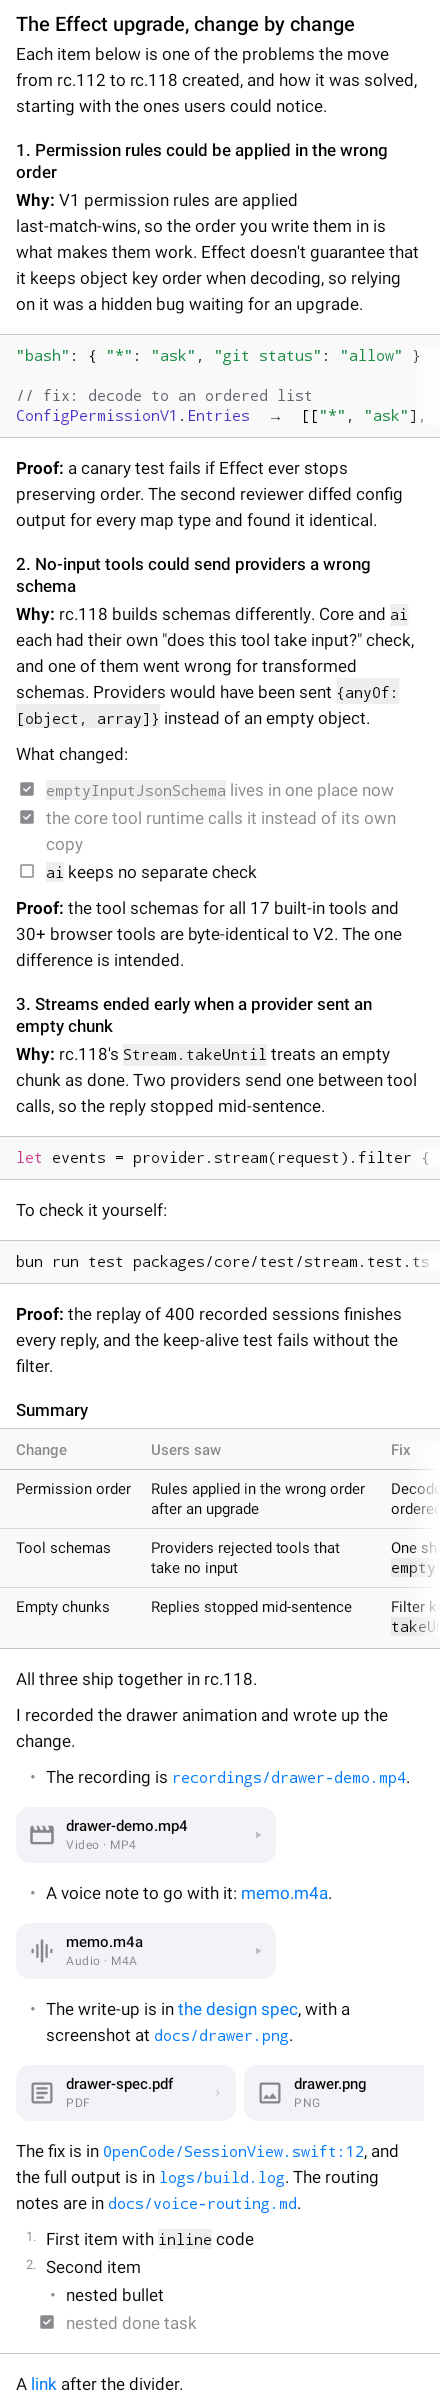 The Effect upgrade, change by change
Each item below is one of the problems the move
from rc.112 to rc.118 created, and how it was solved,
starting with the ones users could notice.
1. Permission rules could be applied in the wrong
order
Why: V1 permission rules are applied
last-match-wins, so the order you write them in is
what makes them work. Effect doesn't guarantee that
it keeps object key order when decoding, so relying
on it was a hidden bug waiting for an upgrade.
"bash": { "*": "ask", "git status": "allow" }
// fix: decode to an ordered list
ConfigPermissionV1.Entries → [["*", "ask"],
Proof: a canary test fails if Effect ever stops
preserving order. The second reviewer diffed config
output for every map type and found it identical.
2. No-input tools could send providers a wrong
schema
Why: rc.118 builds schemas differently. Core and ai
each had their own "does this tool take input?" check,
and one of them went wrong for transformed
schemas. Providers would have been sent {anyOf:
[object, array]} instead of an empty object.
What changed:
emptyInputJsonSchema lives in one place now
the core tool runtime calls it instead of its own
copy
ai keeps no separate check
Proof: the tool schemas for all 17 built-in tools and
30+ browser tools are byte-identical to V2. The one
difference is intended.
3. Streams ended early when a provider sent an
empty chunk
Why: rc.118's Stream.takeUntil treats an empty
chunk as done. Two providers send one between tool
calls, so the reply stopped mid-sentence.
let events = provider.stream(request).filter {
To check it yourself:
bun run test packages/core/test/stream.test.ts
Proof: the replay of 400 recorded sessions finishes
every reply, and the keep-alive test fails without the
filter.
Summary
Change Users saw Fix
Permission order Rules applied in the wrong order Decode
after an upgrade ordere
Tool schemas Providers rejected tools that One sh
take no input empty
Empty chunks Replies stopped mid-sentence Filter k
takeU
All three ship together in rc.118.
I recorded the drawer animation and wrote up the
change.
• The recording is recordings/drawer-demo.mp4.
drawer-demo.mp4
Video · MP4
• A voice note to go with it: memo.m4a.
memo.m4a
Audio · M4A
• The write-up is in the design spec, with a
screenshot at docs/drawer.png.
drawer-spec.pdf drawer.png
PDF PNG
The fix is in OpenCode/SessionView.swift:12, and
the full output is in logs/build.log. The routing
notes are in docs/voice-routing.md.
1. First item with inline code
2. Second item
• nested bullet
nested done task
A link after the divider.